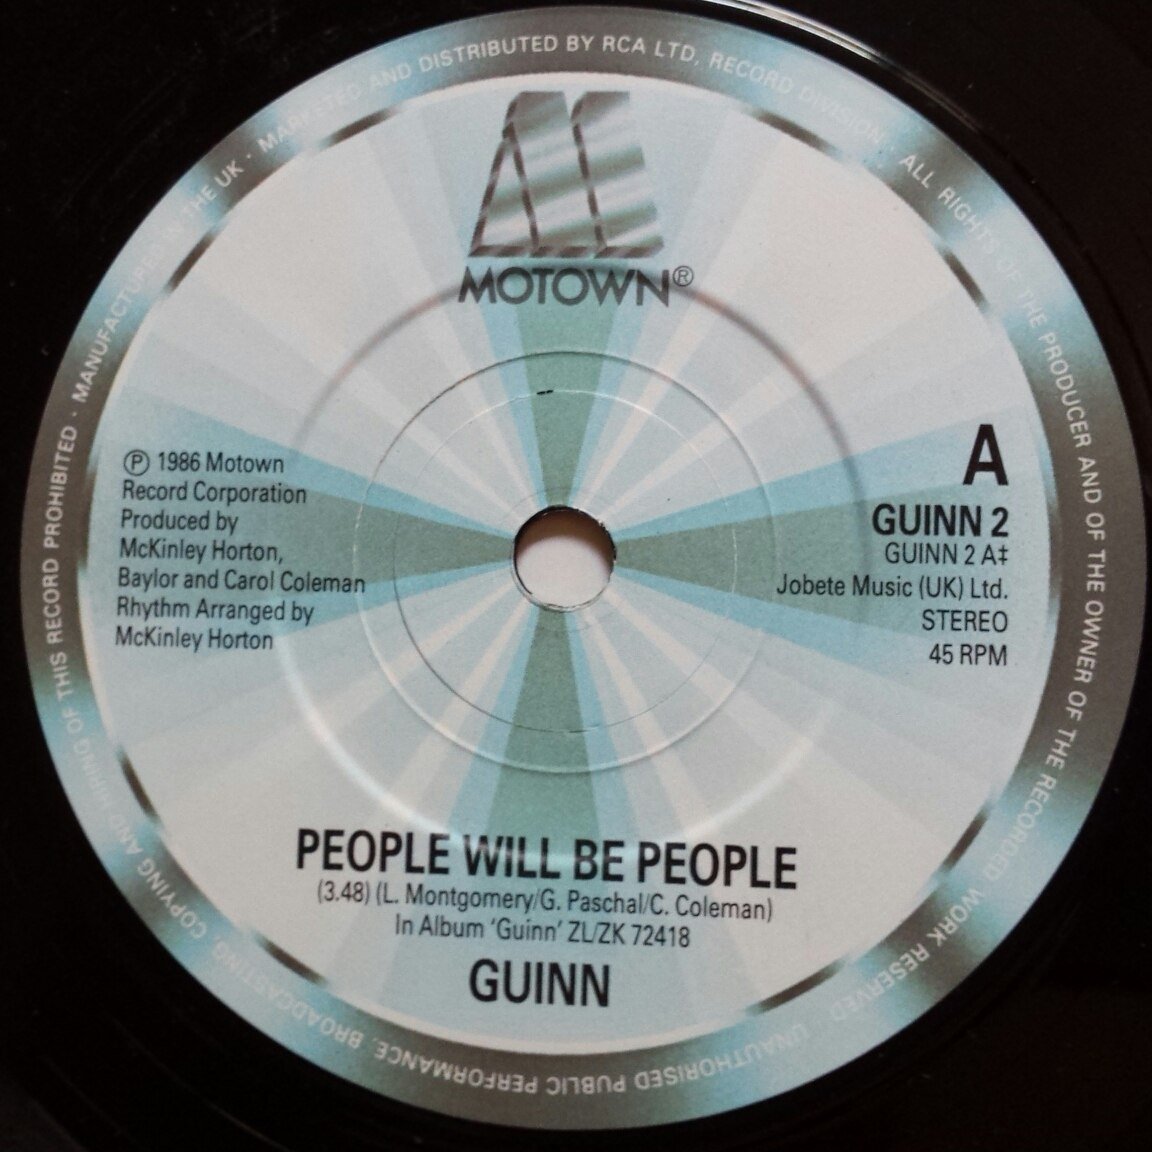 MANUFACTURED IN THE UK · MARKETED AND DISTRIBUTED BY RCA LTD, RECORD DIVISION · ALL RIGHTS OF THE PRODUCER AND OF THE OWNER OF THE RECORDED WORK RESERVED · UNAUTHORISED PUBLIC PERFORMANCE, BROADCASTING, COPYING AND HIRING OF THIS RECORD PROHIBITED ·
MOTOWN®
℗ 1986 Motown
Record Corporation
Produced by
McKinley Horton,
Baylor and Carol Coleman
Rhythm Arranged by
McKinley Horton
A
GUINN 2
GUINN 2 A‡
Jobete Music (UK) Ltd.
STEREO
45 RPM
PEOPLE WILL BE PEOPLE
(3.48) (L. Montgomery/G. Paschal/C. Coleman)
In Album ‘Guinn’ ZL/ZK 72418
GUINN